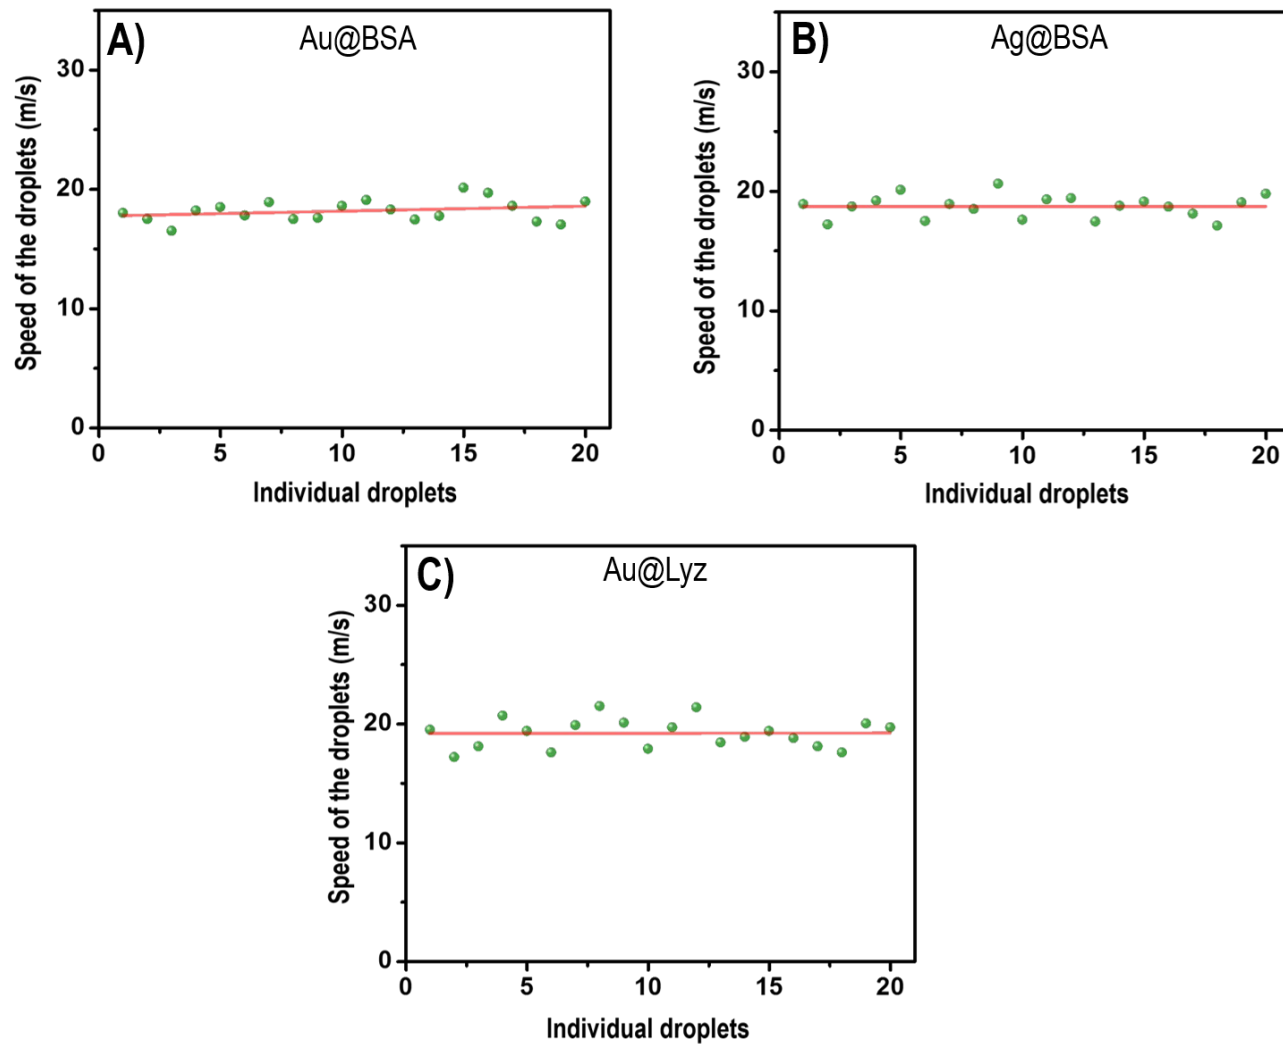 A)
Au@BSA
Speed of the droplets (m/s)
30
20
10
0
0 5 10 15 20
Individual droplets
B)
Ag@BSA
Speed of the droplets (m/s)
30
20
10
0
0 5 10 15 20
Individual droplets
C)
Au@Lyz
Speed of the droplets (m/s)
30
20
10
0
0 5 10 15 20
Individual droplets